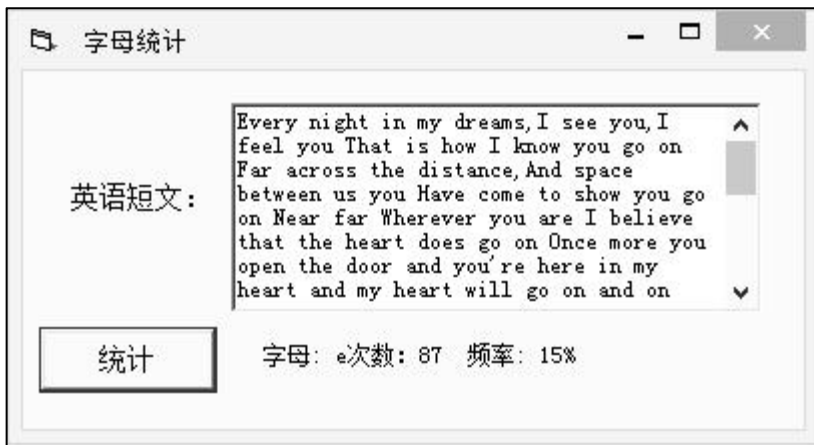 字母统计
Every night in my dreams,I see you,I
feel you That is how I know you go on
Far across the distance,And space
between us you Have come to show you go
on Near far Wherever you are I believe
that the heart does go on Once more you
open the door and you're here in my
heart and my heart will go on and on
英语短文：
统计
字母: e次数：87 频率: 15%